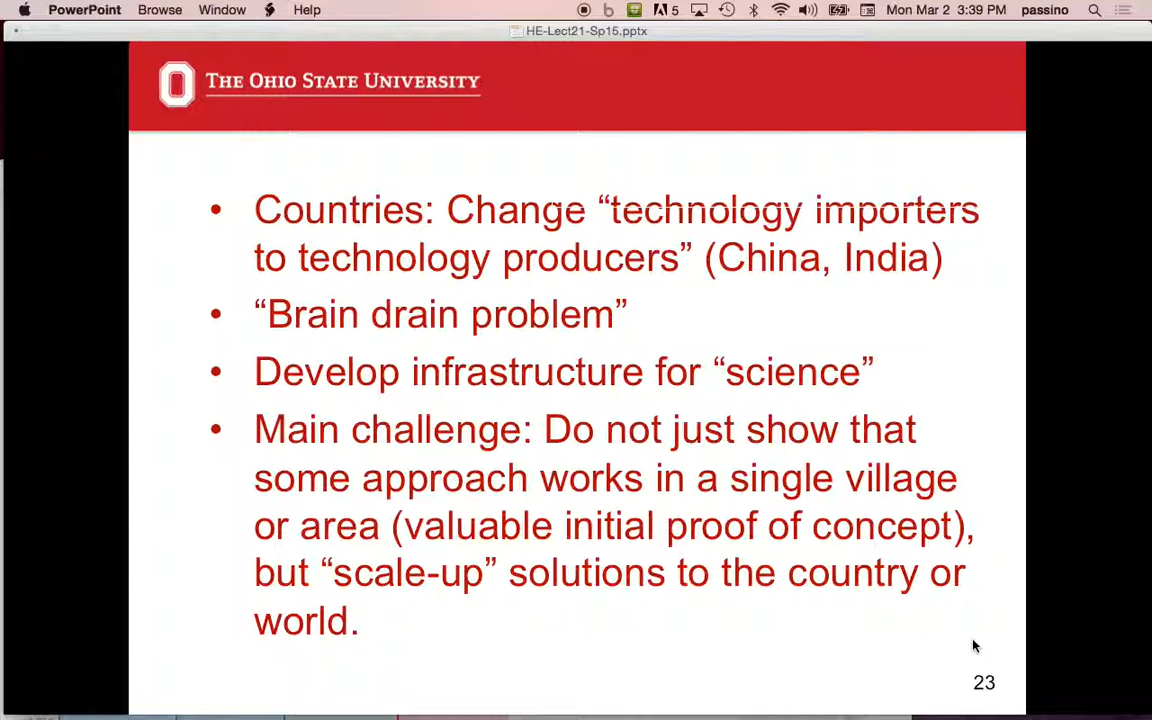 PowerPoint Browse Window Help 5 Mon Mar 2 3:39 PM passino
HE-Lect21-Sp15.pptx
THE OHIO STATE UNIVERSITY
• Countries: Change “technology importers
to technology producers” (China, India)
• “Brain drain problem”
• Develop infrastructure for “science”
• Main challenge: Do not just show that
some approach works in a single village
or area (valuable initial proof of concept),
but “scale-up” solutions to the country or
world.
23